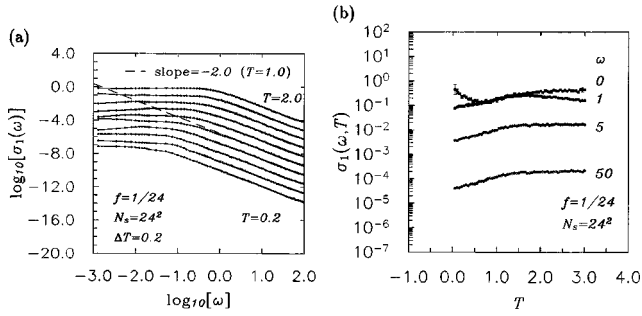 (a)
log10[σ1(ω)]
4.0
0.0
-4.0
-8.0
-12.0
-16.0
-20.0
slope=-2.0 (T=1.0)
T=2.0
f=1/24
Ns=24²
ΔT=0.2
T=0.2
-3.0 -2.0 -1.0 0.0 1.0 2.0
log10[ω]
(b)
σ1(ω,T)
10²
10¹
10⁰
10⁻¹
10⁻²
10⁻³
10⁻⁴
10⁻⁵
10⁻⁶
10⁻⁷
ω
0
1
5
50
f=1/24
Ns=24²
-1.0 0.0 1.0 2.0 3.0 4.0
T